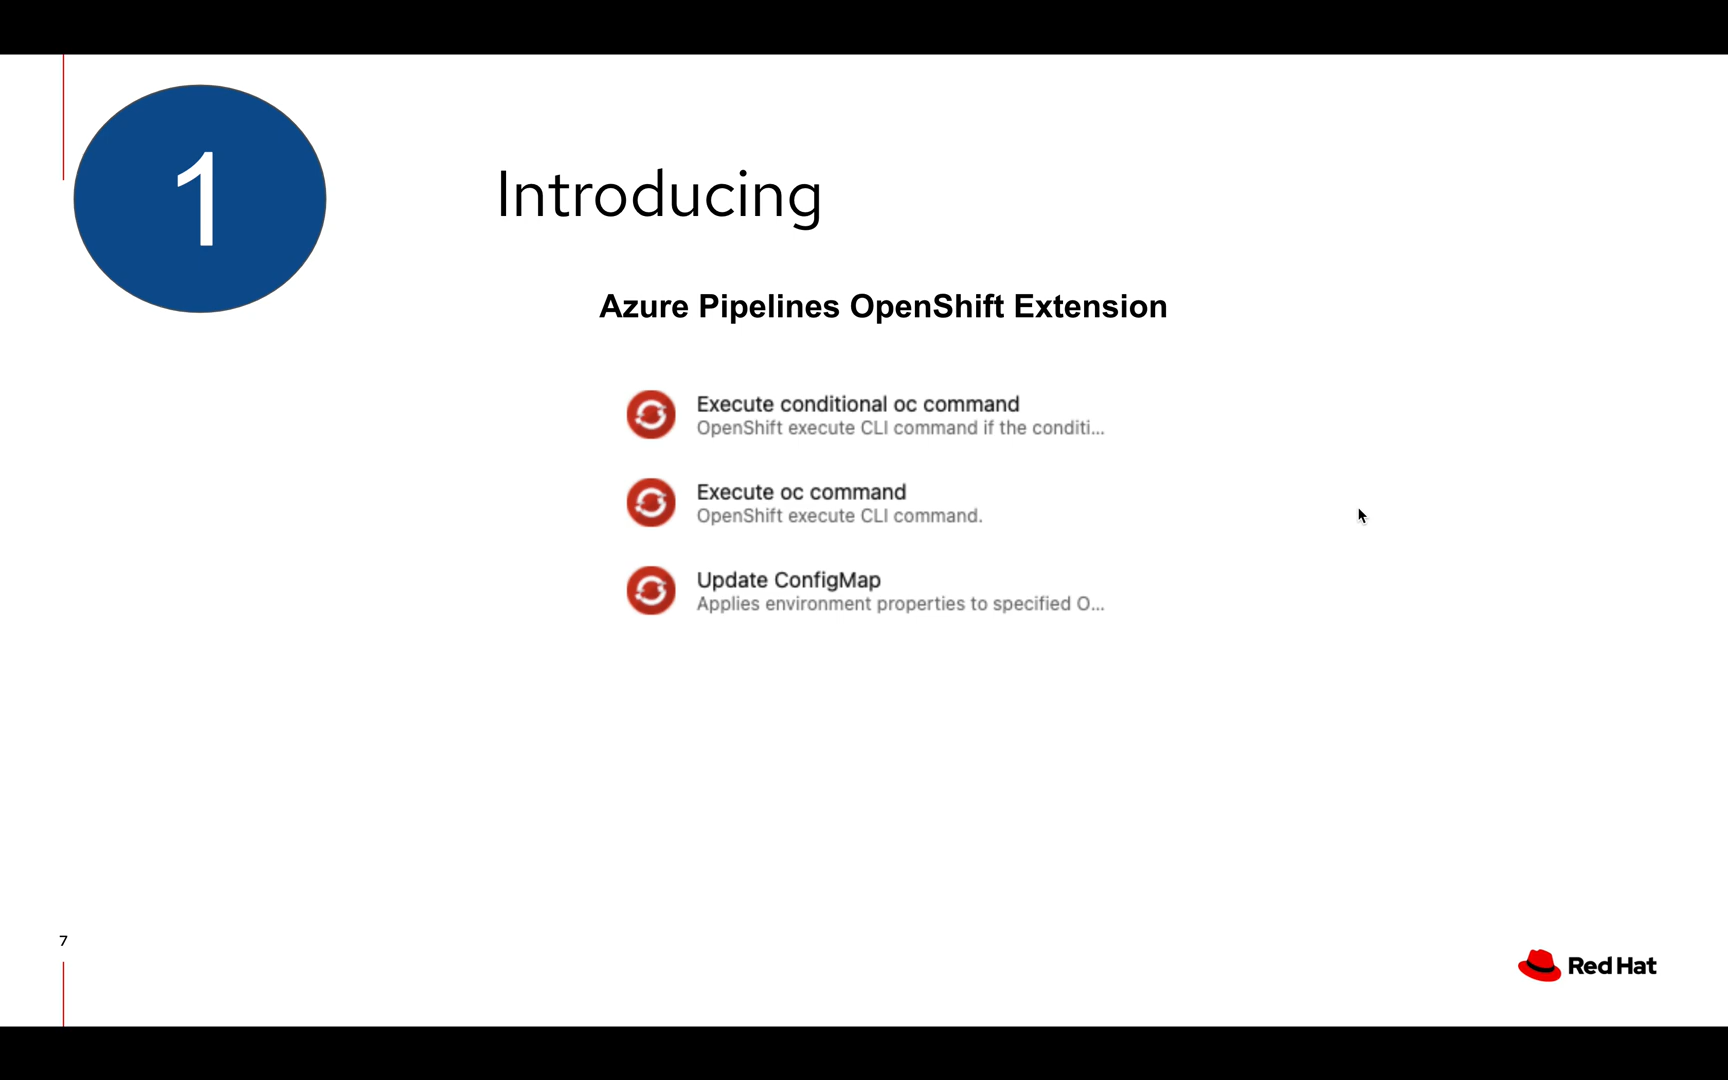 1
Introducing
Azure Pipelines OpenShift Extension
Execute conditional oc command
OpenShift execute CLI command if the conditi...
Execute oc command
OpenShift execute CLI command.
Update ConfigMap
Applies environment properties to specified O...
7
Red Hat